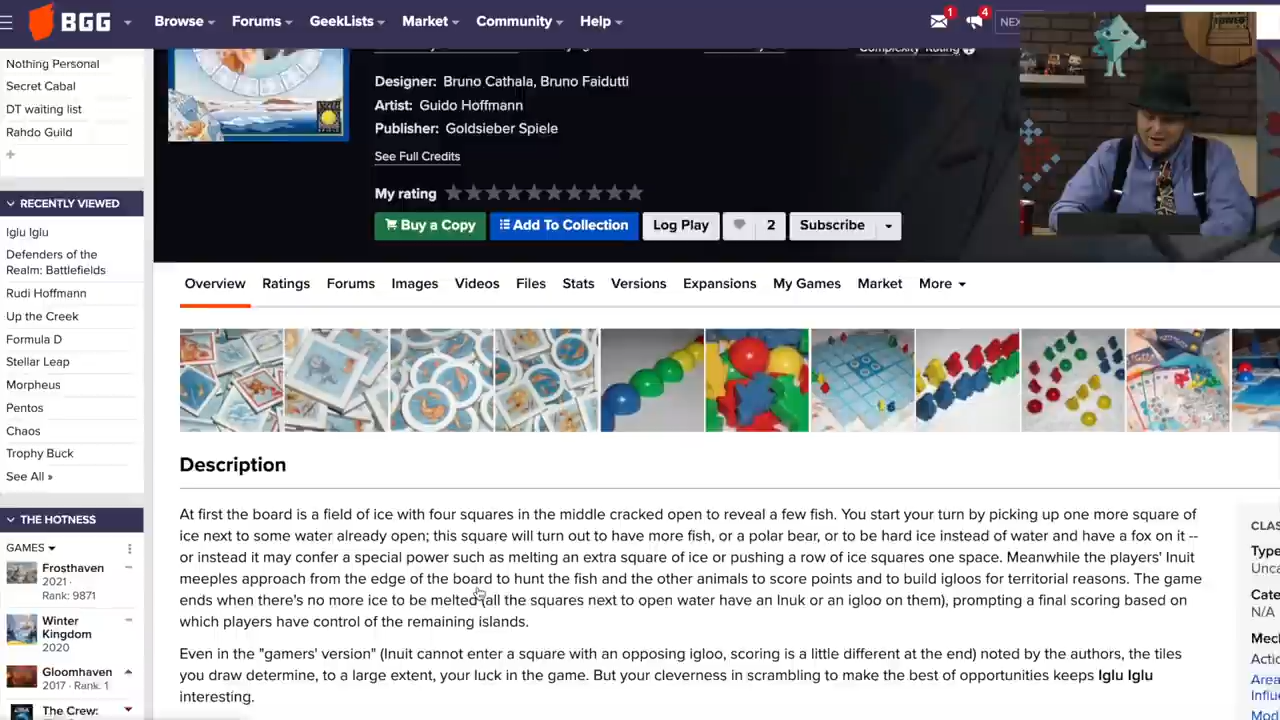 BGG
Browse
Forums
GeekLists
Market
Community
Help
1
4
NEX
Nothing Personal
Secret Cabal
DT waiting list
Rahdo Guild
+
RECENTLY VIEWED
Iglu Iglu
Defenders of the
Realm: Battlefields
Rudi Hoffmann
Up the Creek
Formula D
Stellar Leap
Morpheus
Pentos
Chaos
Trophy Buck
See All »
THE HOTNESS
GAMES
Frosthaven
2021 ·
Rank: 9871
Winter
Kingdom
2020
Gloomhaven
2017 · Rank: 1
The Crew:
Complexity Rating
Designer: Bruno Cathala, Bruno Faidutti
Artist: Guido Hoffmann
Publisher: Goldsieber Spiele
See Full Credits
My rating
Buy a Copy
Add To Collection
Log Play
2
Subscribe
Overview Ratings Forums Images Videos Files Stats Versions Expansions My Games Market More
Description
At first the board is a field of ice with four squares in the middle cracked open to reveal a few fish. You start your turn by picking up one more square of
ice next to some water already open; this square will turn out to have more fish, or a polar bear, or to be hard ice instead of water and have a fox on it --
or instead it may confer a special power such as melting an extra square of ice or pushing a row of ice squares one space. Meanwhile the players' Inuit
meeples approach from the edge of the board to hunt the fish and the other animals to score points and to build igloos for territorial reasons. The game
ends when there's no more ice to be melted (all the squares next to open water have an Inuk or an igloo on them), prompting a final scoring based on
which players have control of the remaining islands.
Even in the "gamers' version" (Inuit cannot enter a square with an opposing igloo, scoring is a little different at the end) noted by the authors, the tiles
you draw determine, to a large extent, your luck in the game. But your cleverness in scrambling to make the best of opportunities keeps Iglu Iglu
interesting.
CLAS
Type
Unca
Cate
N/A
Mecl
Actio
Area
Influe
Mod